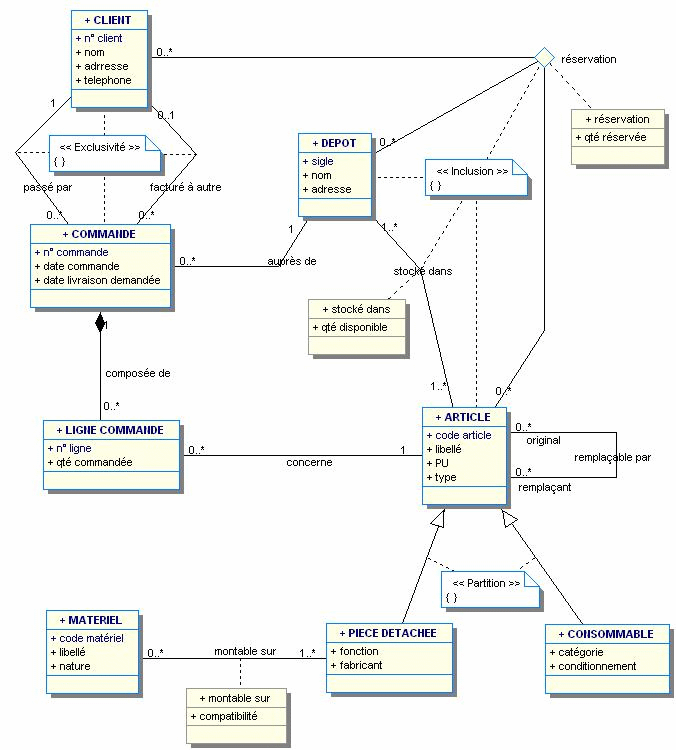 + CLIENT
+ n° client
+ nom
+ adrresse
+ telephone
0..*
réservation
1
0..1
<< Exclusivité >>
{ }
+ réservation
+ qté réservée
+ DEPOT
+ sigle
+ nom
+ adresse
0..*
<< Inclusion >>
{ }
passé par
facturé à autre
0..*
0..*
+ COMMANDE
+ n° commande
+ date commande
+ date livraison demandée
1
1..*
0..*
auprès de
stocké dans
+ stocké dans
+ qté disponible
1
composée de
0..*
1..*
0..*
+ LIGNE COMMANDE
+ n° ligne
+ qté commandée
0..*
concerne
1
+ ARTICLE
+ code article
+ libellé
+ PU
+ type
0..*
original
remplaçable par
0..*
remplaçant
<< Partition >>
{ }
+ MATERIEL
+ code matériel
+ libellé
+ nature
0..*
montable sur
1..*
+ PIECE DETACHEE
+ fonction
+ fabricant
+ CONSOMMABLE
+ catégorie
+ conditionnement
+ montable sur
+ compatibilité